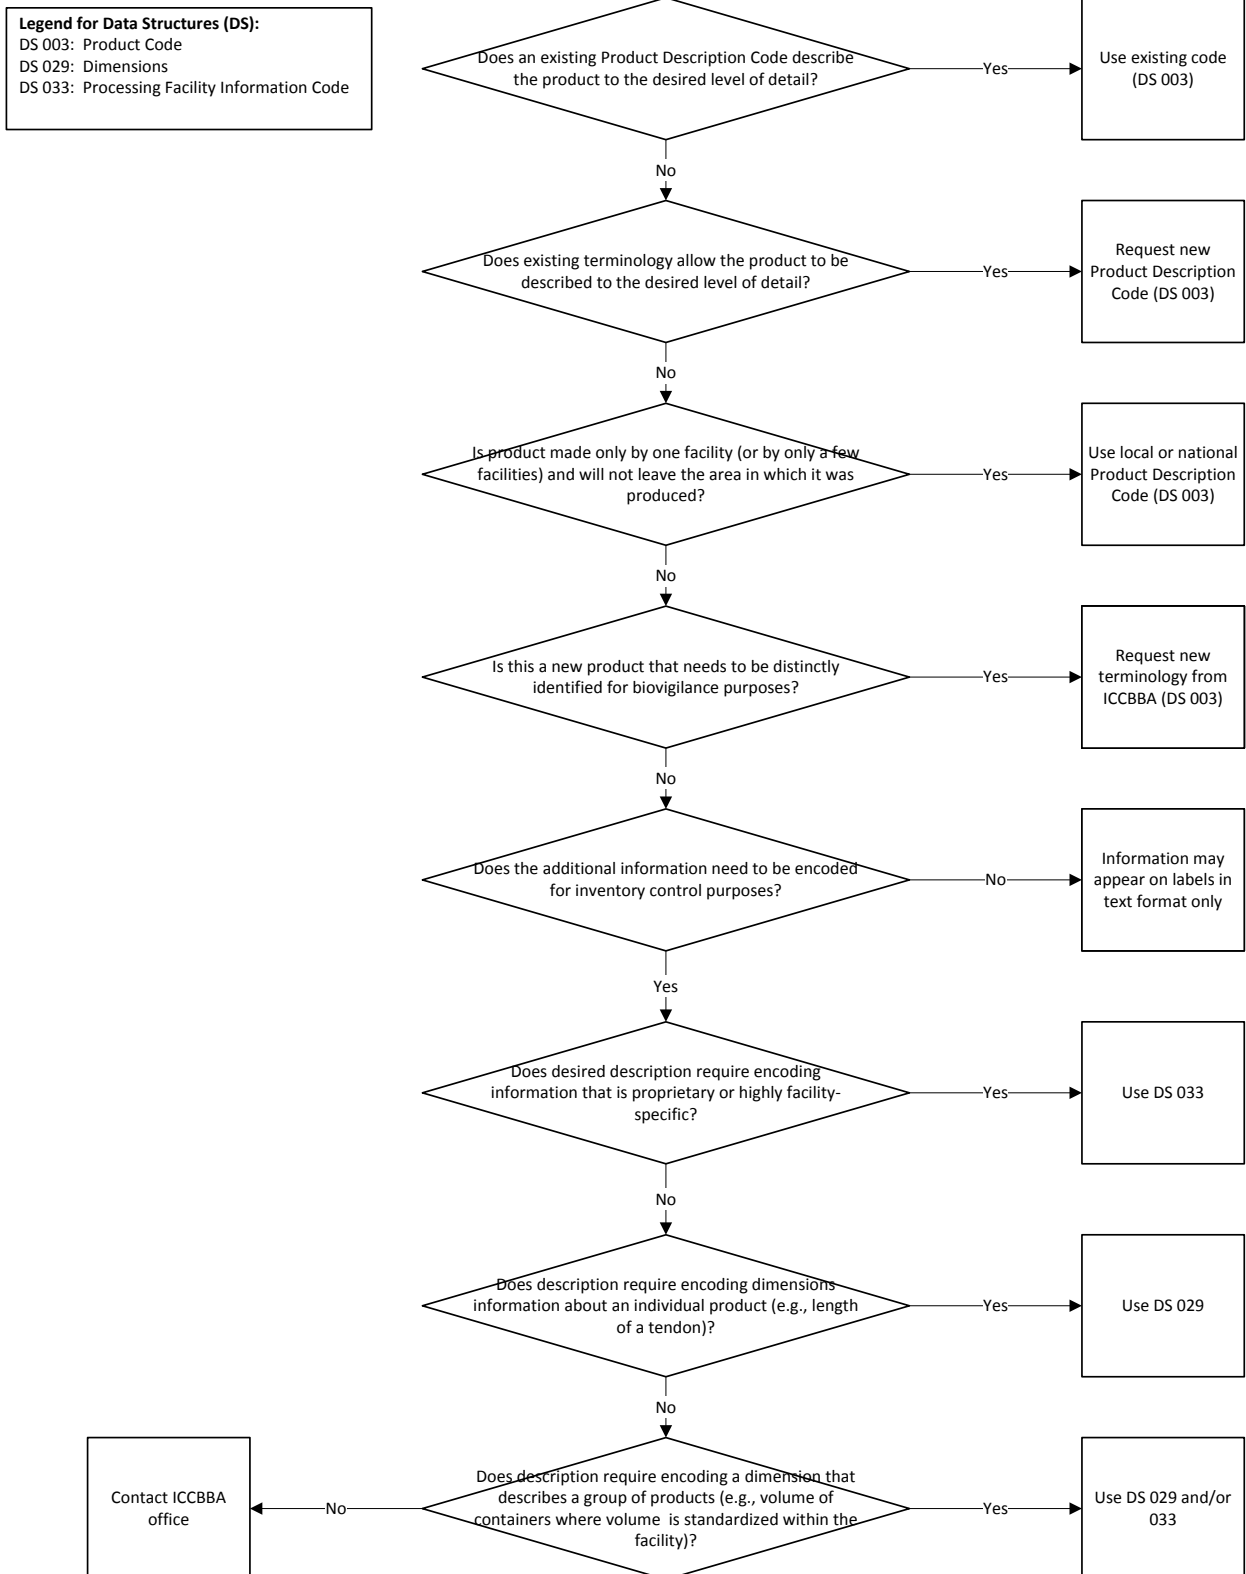 Legend for Data Structures (DS):
DS 003:  Product Code
DS 029:  Dimensions
DS 033:  Processing Facility Information Code
Does an existing Product Description Code describe
the product to the desired level of detail?
Yes
Use existing code
(DS 003)
No
Does existing terminology allow the product to be
described to the desired level of detail?
Yes
Request new
Product Description
Code (DS 003)
No
Is product made only by one facility (or by only a few
facilities) and will not leave the area in which it was
produced?
Yes
Use local or national
Product Description
Code (DS 003)
No
Is this a new product that needs to be distinctly
identified for biovigilance purposes?
Yes
Request new
terminology from
ICCBBA (DS 003)
No
Does the additional information need to be encoded
for inventory control purposes?
No
Information may
appear on labels in
text format only
Yes
Does desired description require encoding
information that is proprietary or highly facility-
specific?
Yes
Use DS 033
No
Does description require encoding dimensions
information about an individual product (e.g., length
of a tendon)?
Yes
Use DS 029
No
Does description require encoding a dimension that
describes a group of products (e.g., volume of
containers where volume  is standardized within the
facility)?
No
Contact ICCBBA
office
Yes
Use DS 029 and/or
033